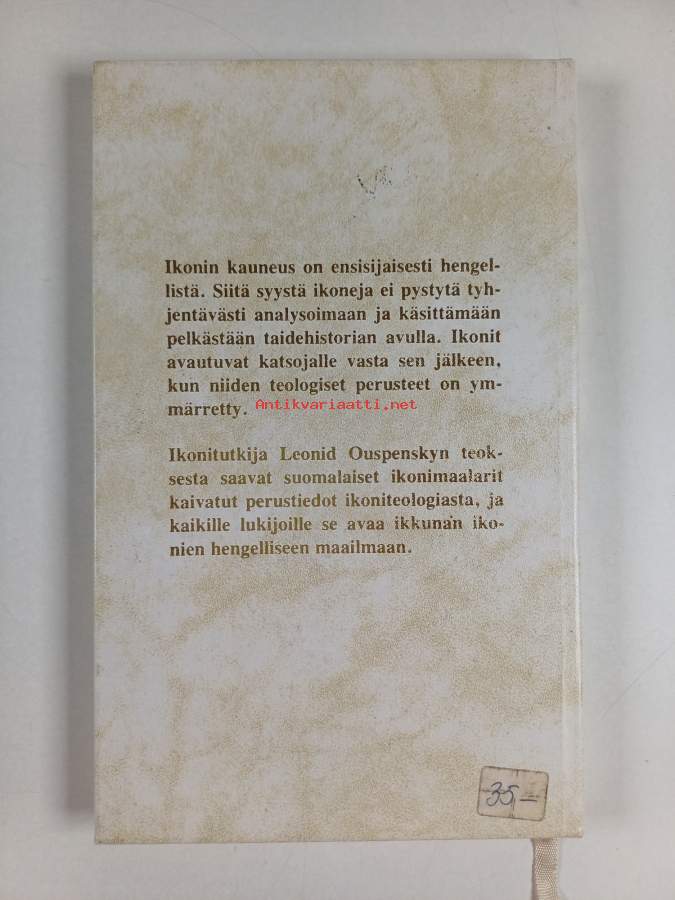 Ikonin kauneus on ensisijaisesti hengel-
listä. Siitä syystä ikoneja ei pystytä tyh-
jentävästi analysoimaan ja käsittämään
pelkästään taidehistorian avulla. Ikonit
avautuvat katsojalle vasta sen jälkeen,
kun niiden teologiset perusteet on ym-
märretty.
Antikvariaatti.net
Ikonitutkija Leonid Ouspenskyn teok-
sesta saavat suomalaiset ikonimaalarit
kaivatut perustiedot ikoniteologiasta, ja
kaikille lukijoille se avaa ikkunan iko-
nien hengelliseen maailmaan.
35,—